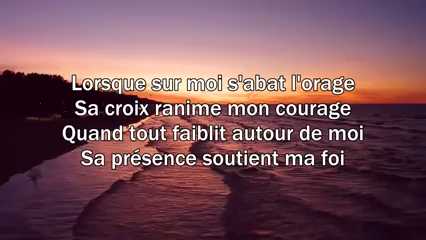 Lorsque sur moi s'abat l'orage
Sa croix ranime mon courage
Quand tout faiblit autour de moi
Sa présence soutient ma foi